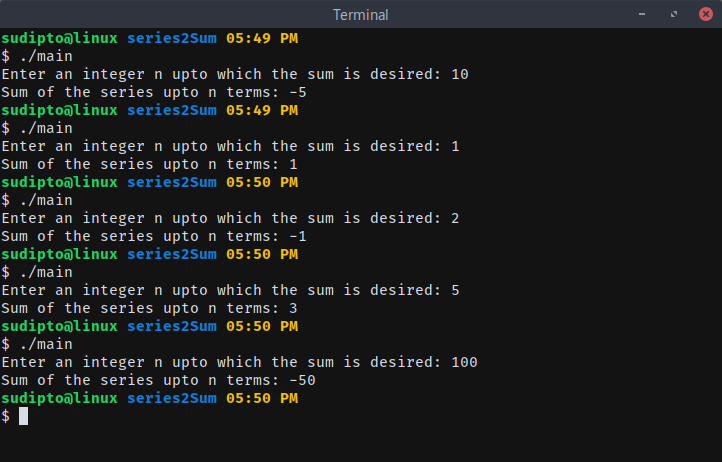 Terminal
sudipto@linux series2Sum 05:49 PM
$ ./main
Enter an integer n upto which the sum is desired: 10
Sum of the series upto n terms: -5
sudipto@linux series2Sum 05:49 PM
$ ./main
Enter an integer n upto which the sum is desired: 1
Sum of the series upto n terms: 1
sudipto@linux series2Sum 05:50 PM
$ ./main
Enter an integer n upto which the sum is desired: 2
Sum of the series upto n terms: -1
sudipto@linux series2Sum 05:50 PM
$ ./main
Enter an integer n upto which the sum is desired: 5
Sum of the series upto n terms: 3
sudipto@linux series2Sum 05:50 PM
$ ./main
Enter an integer n upto which the sum is desired: 100
Sum of the series upto n terms: -50
sudipto@linux series2Sum 05:50 PM
$